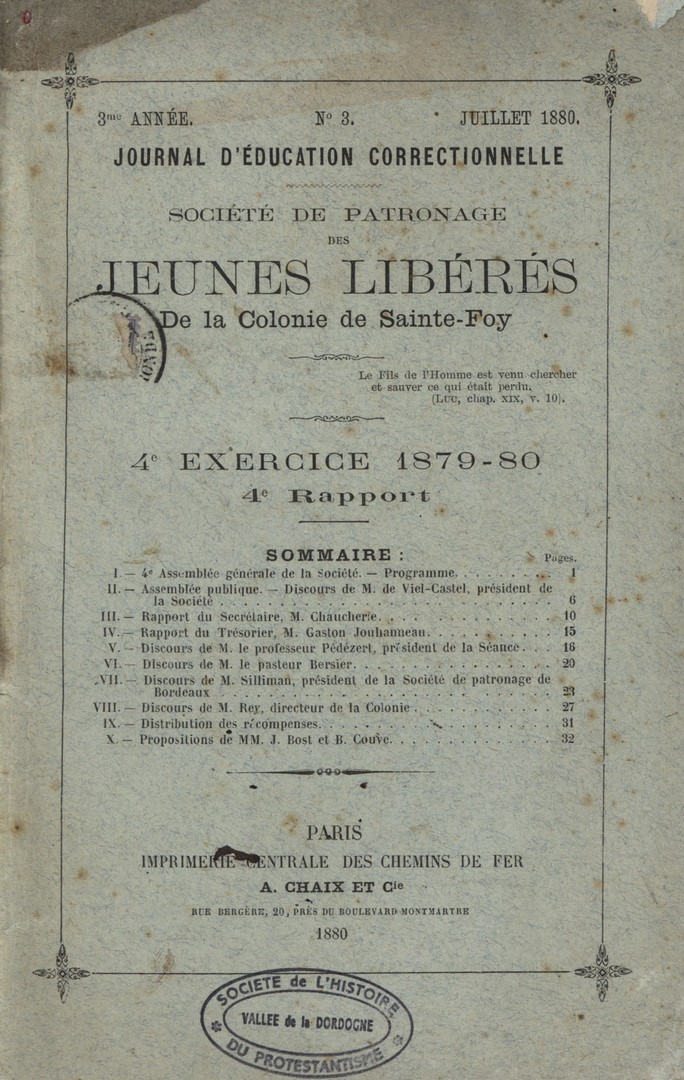 3me ANNÉE. No 3. JUILLET 1880.
JOURNAL D'ÉDUCATION CORRECTIONNELLE
SOCIÉTÉ DE PATRONAGE
DES
JEUNES LIBÉRÉS
De la Colonie de Sainte-Foy
Le Fils de l'Homme est venu chercher
et sauver ce qui était perdu.
(LUC, chap. XIX, v. 10).
4e EXERCICE 1879-80
4e Rapport
SOMMAIRE :
Pages.
I. — 4e Assemblée générale de la Société. — Programme. . . . . . . . . 1
II. — Assemblée publique. — Discours de M. de Viel-Castel, président de
la Société . . . . . . . . . . . . . . . . . . . . . . . . . . 6
III. — Rapport du Secrétaire, M. Chaucherie. . . . . . . . . . . . . . 10
IV. — Rapport du Trésorier, M. Gaston Jouhanneau. . . . . . . . . . 15
V. — Discours de M. le professeur Pédézert, président de la Séance . . . 16
VI. — Discours de M. le pasteur Bersier. . . . . . . . . . . . . . . . 20
VII. — Discours de M. Silliman, président de la Société de patronage de
Bordeaux . . . . . . . . . . . . . . . . . . . . . . . . . . 23
VIII. — Discours de M. Rey, directeur de la Colonie . . . . . . . . . . . 27
IX. — Distribution des récompenses. . . . . . . . . . . . . . . . . . 31
X. — Propositions de MM. J. Bost et B. Couve. . . . . . . . . . . . . 32
PARIS
IMPRIMERIE CENTRALE DES CHEMINS DE FER
A. CHAIX ET Cie
RUE BERGÈRE, 20, PRÈS DU BOULEVARD MONTMARTRE
1880
SOCIETE de L'HISTOIRE
VALLEE de la DORDOGNE
DU PROTESTANTISME